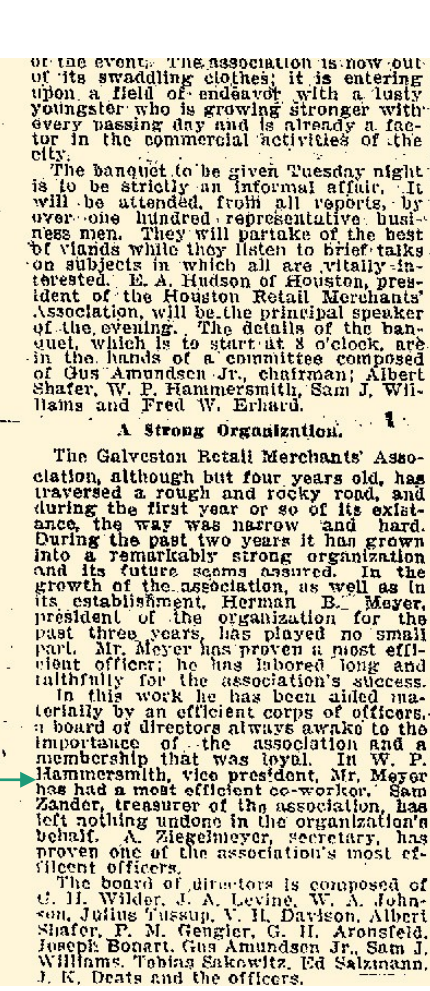 of the event. The association is now out
of its swaddling clothes; it is entering
upon a field of endeavor with a lusty
youngster who is growing stronger with
every passing day and is already a fac-
tor in the commercial activities of the
city.
The banquet to be given Tuesday night
is to be strictly an informal affair. It
will be attended, from all reports, by
over one hundred representative busi-
ness men. They will partake of the best
of viands while they listen to brief talks
on subjects in which all are vitally in-
terested. E. A. Hudson of Houston, pres-
ident of the Houston Retail Merchants'
Association, will be the principal speaker
of the evening. The details of the ban-
quet, which is to start at 8 o'clock, are
in the hands of a committee composed
of Gus Amundsen Jr., chairman; Albert
Shafer, W. P. Hammersmith, Sam J. Wil-
liams and Fred W. Erhard.
A Strong Organization.
The Galveston Retail Merchants' Asso-
ciation, although but four years old, has
traversed a rough and rocky road, and
during the first year or so of its exist-
ance, the way was narrow and hard.
During the past two years it has grown
into a remarkably strong organization
and its future seems assured. In the
growth of the association, as well as in
its establishment, Herman B. Meyer,
president of the organization for the
past three years, has played no small
part. Mr. Meyer has proven a most effi-
cient officer; he has labored long and
faithfully for the association's success.
In this work he has been aided ma-
terially by an efficient corps of officers,
a board of directors always awake to the
importance of the association and a
membership that was loyal. In W. P.
Hammersmith, vice president, Mr. Meyer
has had a most efficient co-worker. Sam
Zander, treasurer of the association, has
left nothing undone in the organization's
behalf. A. Ziegelmeyer, secretary, has
proven one of the association's most ef-
ficent officers.
The board of directors is composed of
C. H. Wilder, J. A. Levine, W. A. John-
son, Julius Tussup, V. H. Davison, Albert
Shafer, P. M. Gengler, G. H. Aronsfeld,
Joseph Bonart, Gus Amundsen Jr., Sam J.
Williams, Tobias Sakowitz, Ed Salzmann,
J. K. Deats and the officers.